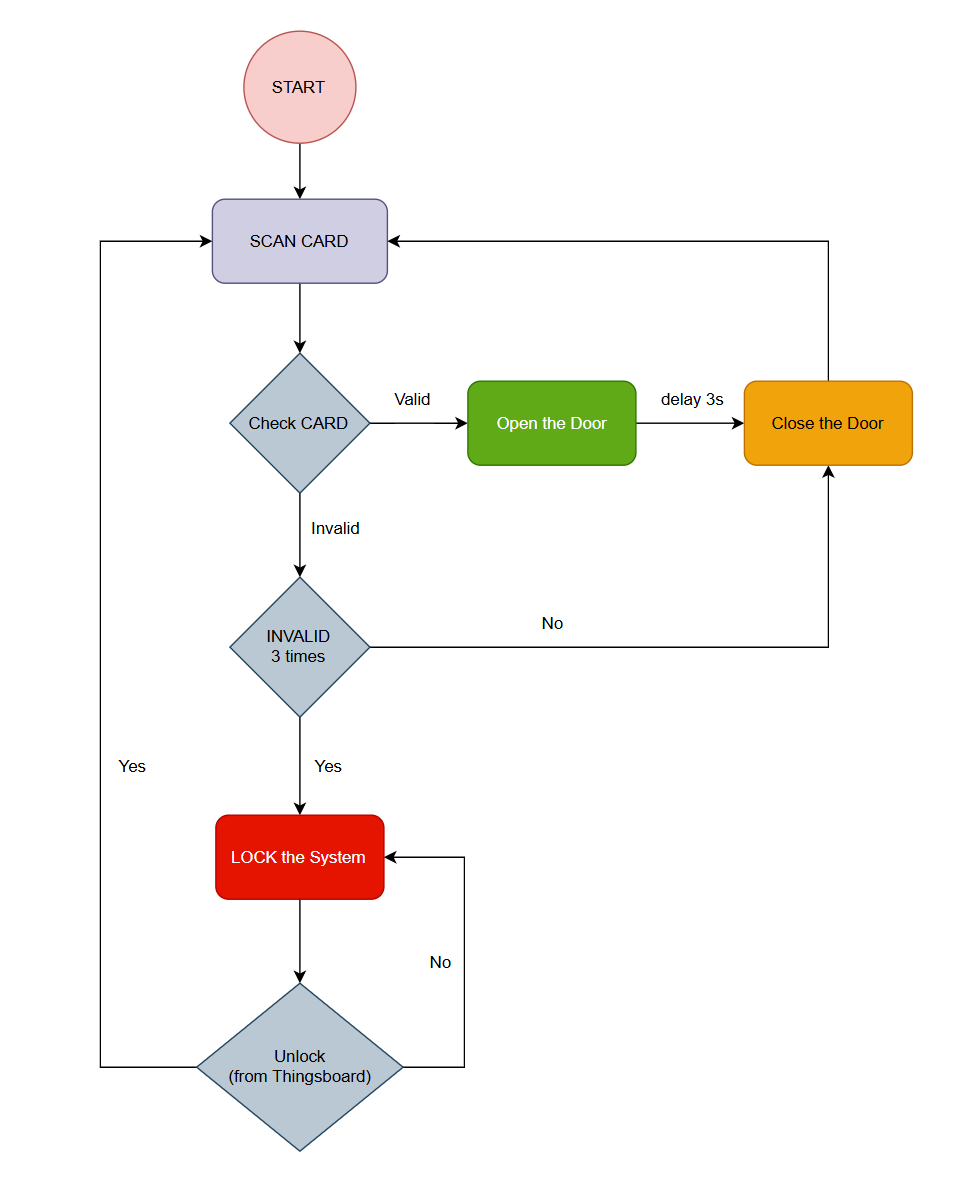 START
SCAN CARD
Check CARD
Valid
Open the Door
delay 3s
Close the Door
Invalid
INVALID
3 times
No
Yes
Yes
LOCK the System
No
Unlock
(from Thingsboard)